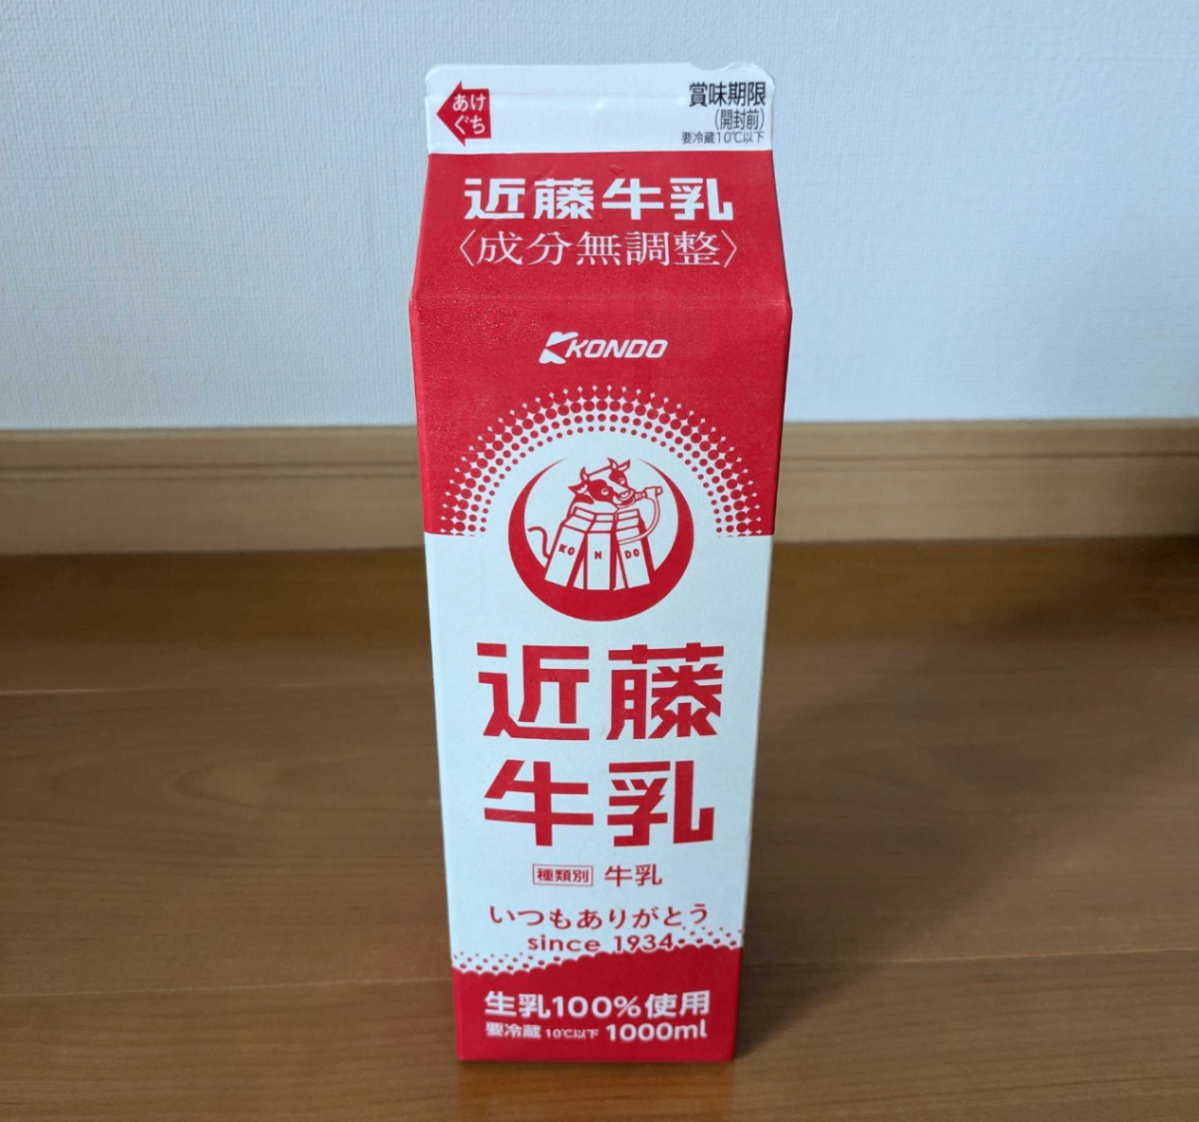 あけ
ぐち
賞味期限
(開封前)
要冷蔵10℃以下
近藤牛乳
〈成分無調整〉
KONDO
KO N DO
近藤
牛乳
種類別 牛乳
いつもありがとう
since 1934
生乳100%使用
要冷蔵 10℃以下 1000ml